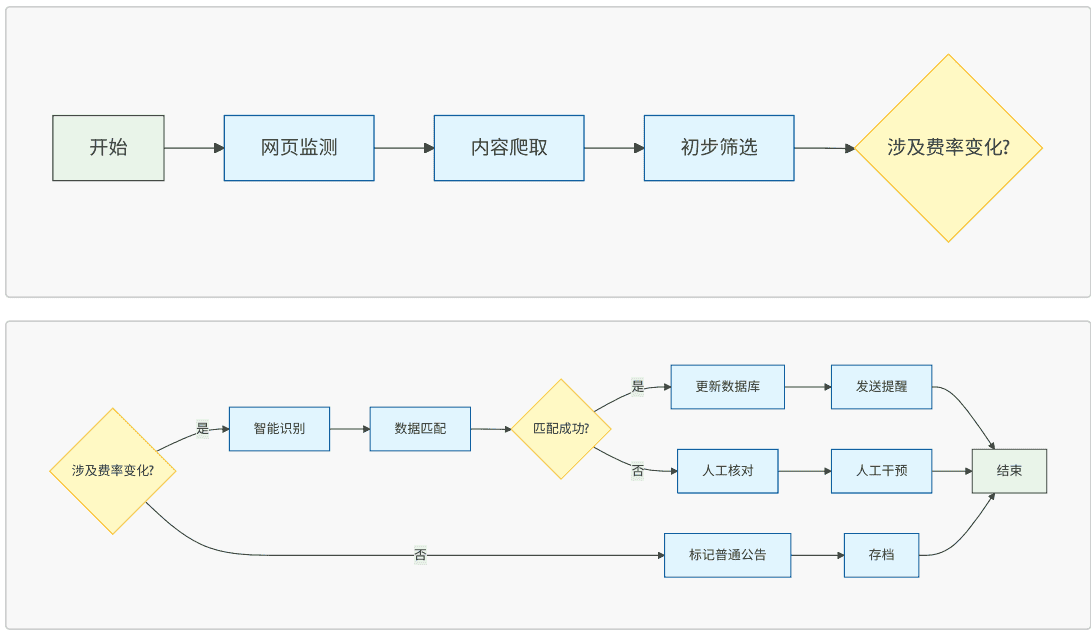 开始
网页监测
内容爬取
初步筛选
涉及费率变化?
涉及费率变化?
是
智能识别
数据匹配
匹配成功?
是
更新数据库
发送提醒
否
人工核对
人工干预
结束
否
标记普通公告
存档